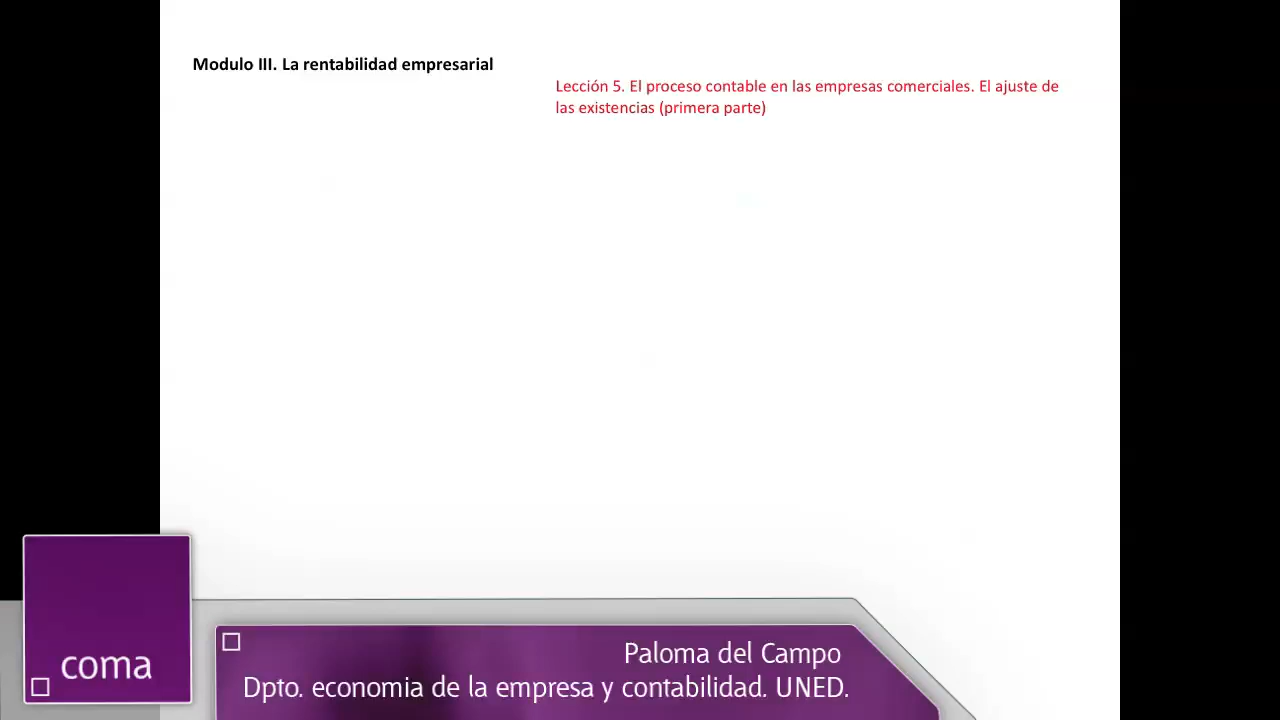 Modulo III. La rentabilidad empresarial
Lección 5. El proceso contable en las empresas comerciales. El ajuste de
las existencias (primera parte)
coma
Paloma del Campo
Dpto. economia de la empresa y contabilidad. UNED.